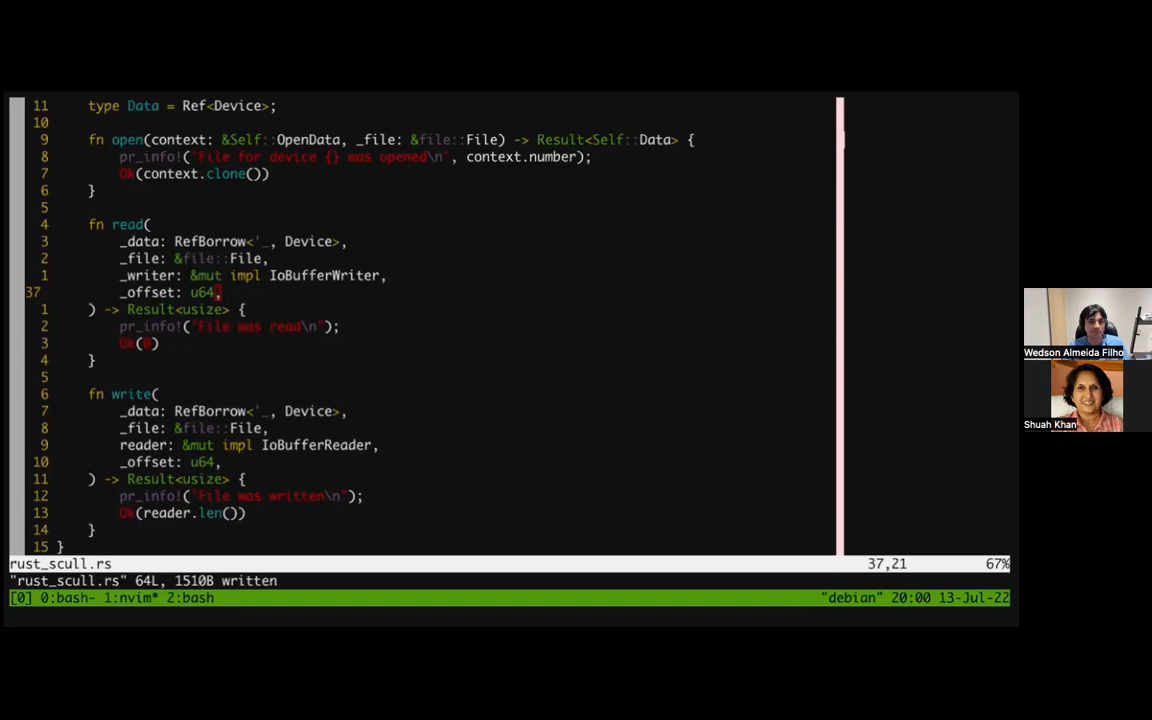 11 type Data = Ref<Device>;
10
9 fn open(context: &Self::OpenData, _file: &file::File) -> Result<Self::Data> {
8 pr_info!("File for device {} was opened\n", context.number);
7 Ok(context.clone())
6 }
5
4 fn read(
3 _data: RefBorrow<'_, Device>,
2 _file: &file::File,
1 _writer: &mut impl IoBufferWriter,
37 _offset: u64,
1 ) -> Result<usize> {
2 pr_info!("File was read\n");
3 Ok(0)
4 }
5
6 fn write(
7 _data: RefBorrow<'_, Device>,
8 _file: &file::File,
9 reader: &mut impl IoBufferReader,
10 _offset: u64,
11 ) -> Result<usize> {
12 pr_info!("File was written\n");
13 Ok(reader.len())
14 }
15 }
rust_scull.rs 37,21 67%
"rust_scull.rs" 64L, 1510B written
[0] 0:bash- 1:nvim* 2:bash "debian" 20:00 13-Jul-22
Wedson Almeida Filho
Shuah Khan